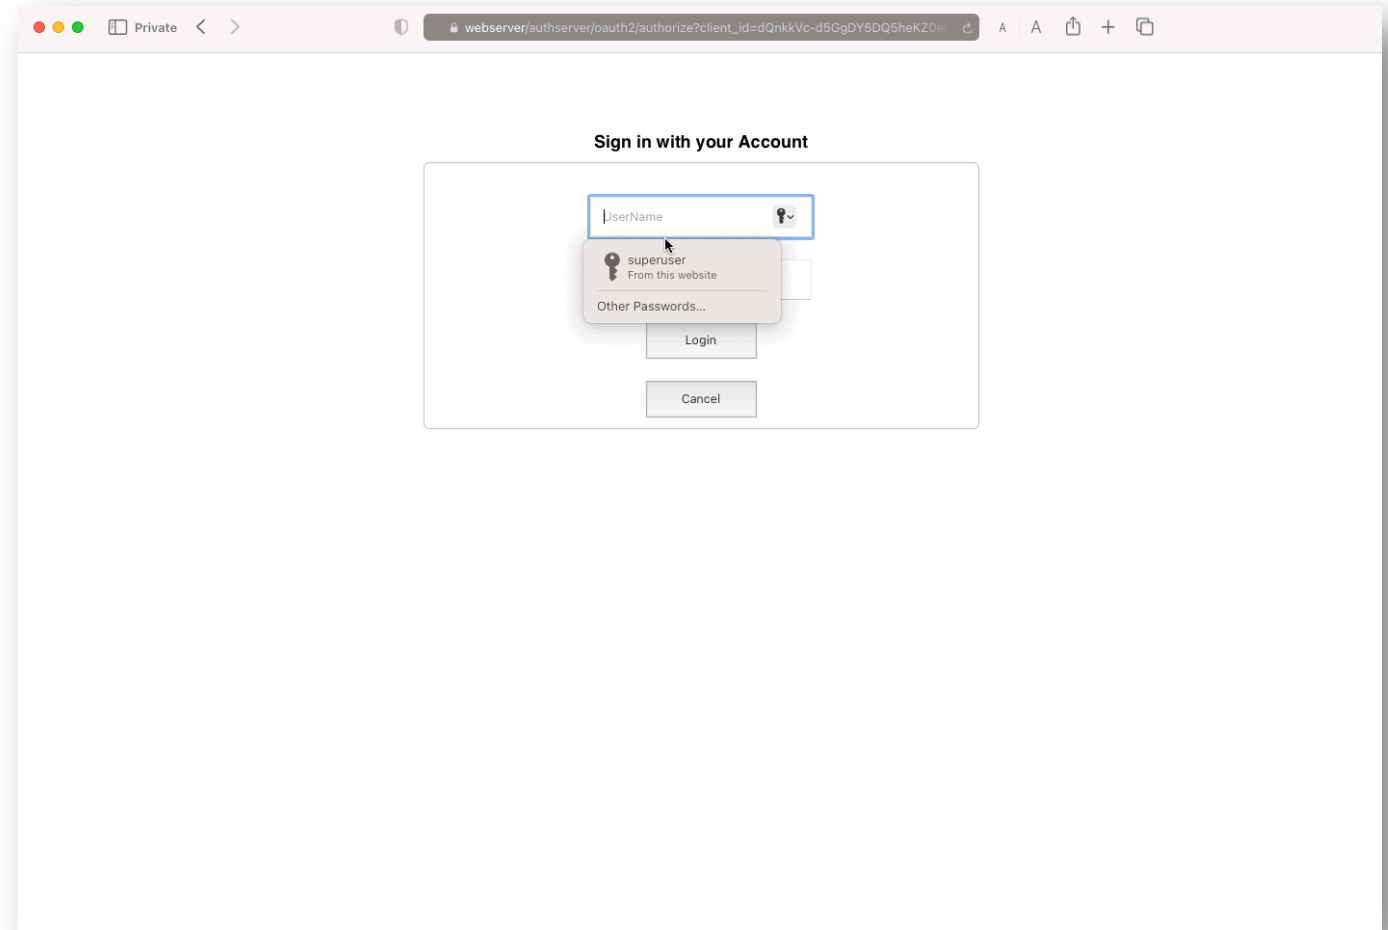 Private
webserver/authserver/oauth2/authorize?client_id=dQnkkVc-d5GgDY5DQ5heKZ0e
A A
Sign in with your Account
UserName
superuser
From this website
Other Passwords...
Login
Cancel